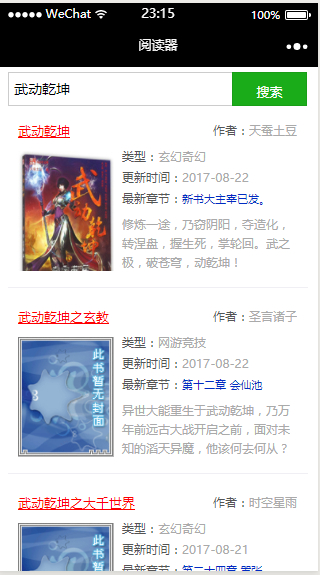 ●●●●● WeChat 23:15 100%
阅读器
武动乾坤 搜索
武动乾坤 作者：天蚕土豆
武动乾坤
类型：玄幻奇幻
更新时间：2017-08-22
最新章节：新书大主宰已发。
修炼一途，乃窃阴阳，夺造化，
转涅盘，握生死，掌轮回。武之
极，破苍穹，动乾坤！
武动乾坤之玄教 作者：圣言诸子
此书暂无封面
类型：网游竞技
更新时间：2017-08-22
最新章节：第十二章 会仙池
异世大能重生于武动乾坤，乃万
年前远古大战开启之前，面对未
知的滔天异魔，他该何去何从？
武动乾坤之大千世界 作者：时空星雨
此书暂
类型：玄幻奇幻
更新时间：2017-08-21
最新章节：第二十四章